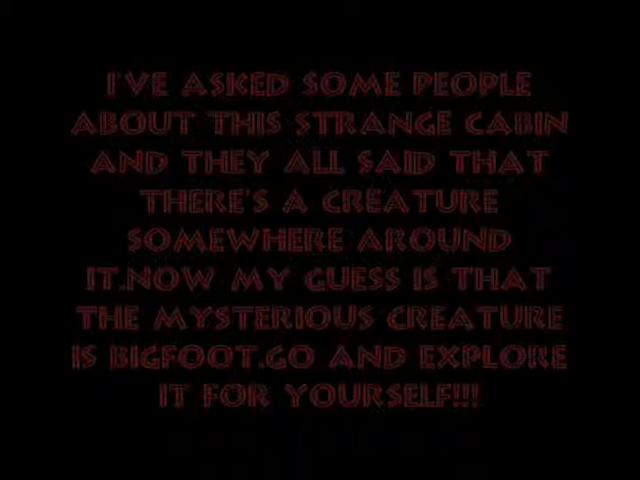 I'VE ASKED SOME PEOPLE
ABOUT THIS STRANGE CABIN
AND THEY ALL SAID THAT
THERE'S A CREATURE
SOMEWHERE AROUND
IT.NOW MY GUESS IS THAT
THE MYSTERIOUS CREATURE
IS BIGFOOT.GO AND EXPLORE
IT FOR YOURSELF!!!